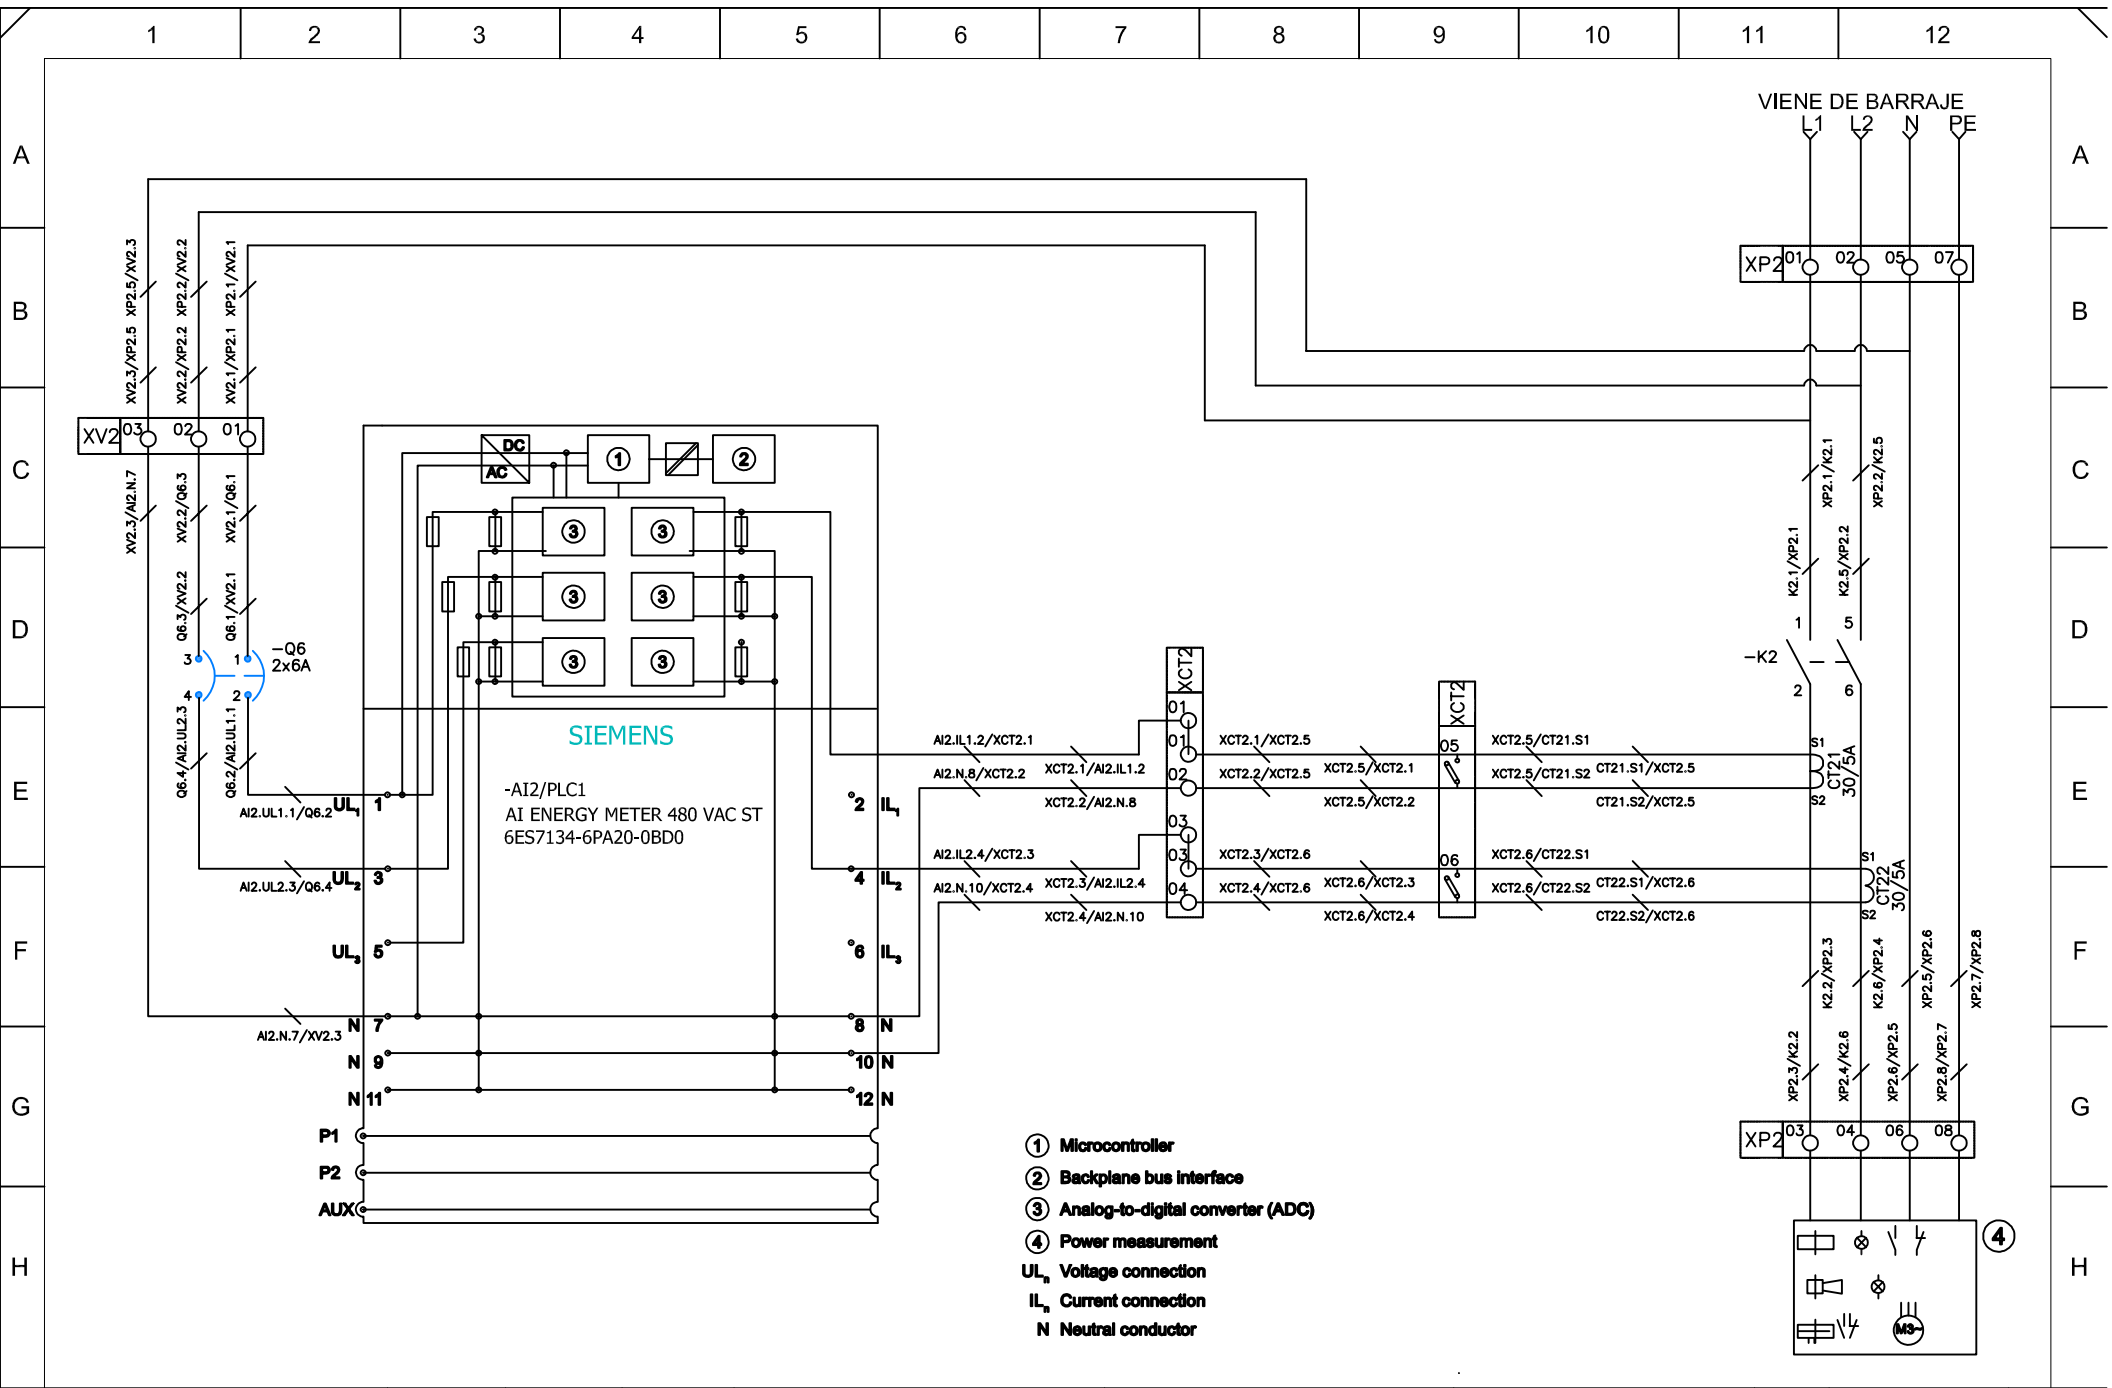 1 2 3 4 5 6 7 8 9 10 11 12
VIENE DE BARRAJE
L1 L2 N PE
A A
B B
C C
D D
E E
F F
G G
H H
XP2 01 02 05 07
XP2.5/XV2.3
XP2.2/XV2.2
XP2.1/XV2.1
XV2.3/XP2.5
XV2.2/XP2.2
XV2.1/XP2.1
XV2 03 02 01
XV2.3/AI2.N.7
XV2.2/Q6.3
XV2.1/Q6.1
Q6.3/XV2.2
Q6.1/XV2.1
3 1
4 2
-Q6
2x6A
Q6.4/AI2.UL2.3
Q6.2/AI2.UL1.1
AI2.UL1.1/Q6.2
AI2.UL2.3/Q6.4
AI2.N.7/XV2.3
DC
AC
1 2
3 3
3 3
3 3
SIEMENS
-AI2/PLC1
AI ENERGY METER 480 VAC ST
6ES7134-6PA20-0BD0
UL1 1
2 IL1
UL2 3
4 IL2
UL3 5
6 IL3
N 7
8 N
N 9
10 N
N 11
12 N
P1
P2
AUX
AI2.IL1.2/XCT2.1
AI2.N.8/XCT2.2
XCT2.1/AI2.IL1.2
XCT2.2/AI2.N.8
AI2.IL2.4/XCT2.3
AI2.N.10/XCT2.4
XCT2.3/AI2.IL2.4
XCT2.4/AI2.N.10
XCT2
01
01
02
03
03
04
XCT2.1/XCT2.5
XCT2.2/XCT2.5
XCT2.5/XCT2.1
XCT2.5/XCT2.2
XCT2.3/XCT2.6
XCT2.4/XCT2.6
XCT2.6/XCT2.3
XCT2.6/XCT2.4
XCT2
05
06
XCT2.5/CT21.S1
XCT2.5/CT21.S2
CT21.S1/XCT2.5
CT21.S2/XCT2.5
XCT2.6/CT22.S1
XCT2.6/CT22.S2
CT22.S1/XCT2.6
CT22.S2/XCT2.6
XP2.1/K2.1
XP2.2/K2.5
K2.1/XP2.1
K2.5/XP2.2
1 5
-K2
2 6
S1
S2
CT21
30/5A
S1
S2
CT22
30/5A
K2.2/XP2.3
K2.6/XP2.4
XP2.5/XP2.6
XP2.7/XP2.8
XP2.3/K2.2
XP2.4/K2.6
XP2.6/XP2.5
XP2.8/XP2.7
XP2 03 04 06 08
4
M3~
1 Microcontroller
2 Backplane bus interface
3 Analog-to-digital converter (ADC)
4 Power measurement
ULn Voltage connection
ILn Current connection
N Neutral conductor